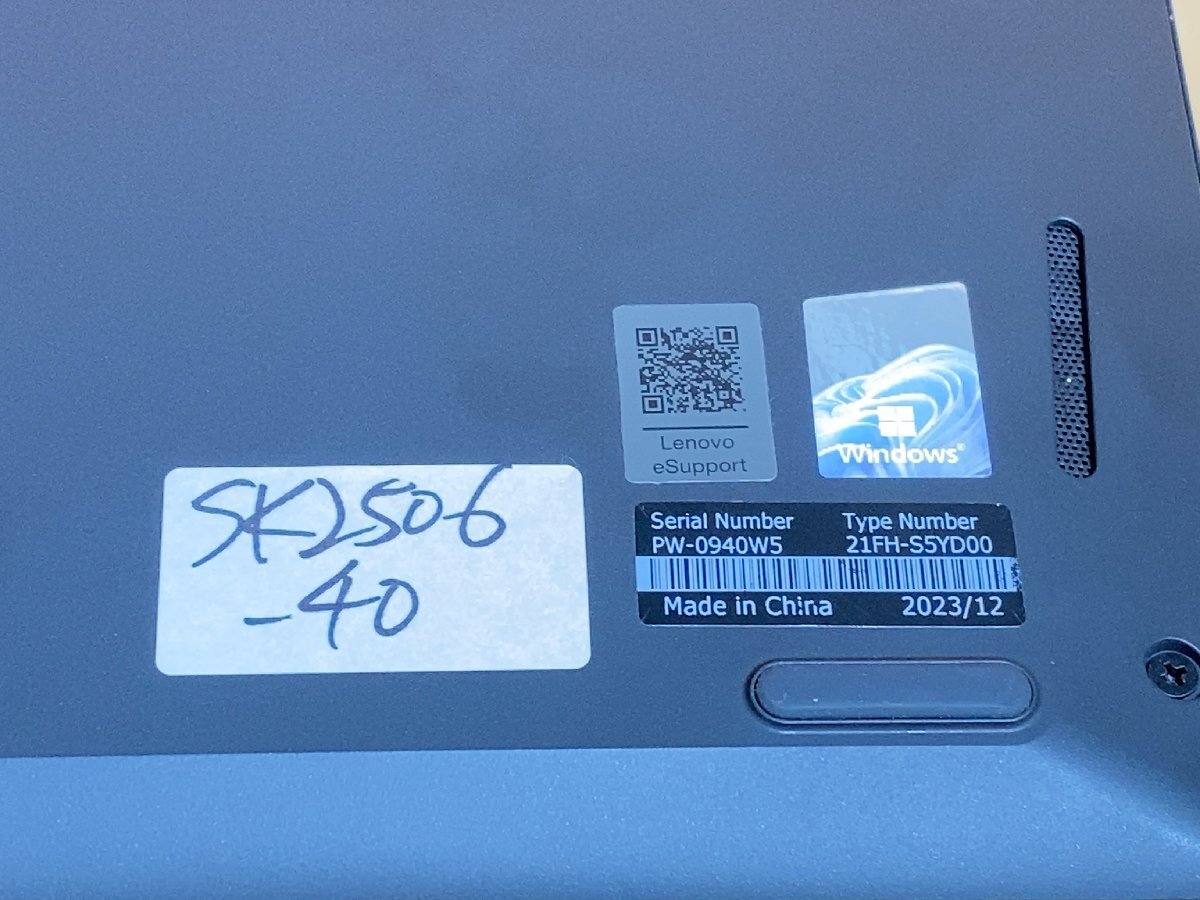 Lenovo
eSupport
Windows®
SK2506
-40
Serial Number Type Number
PW-0940W5 21FH-S5YD00
Made in China 2023/12